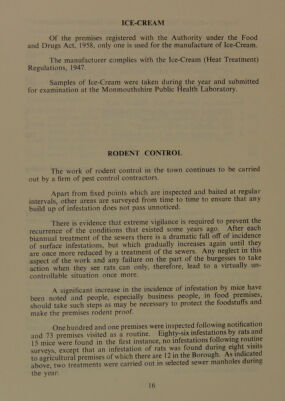 ICE-CREAM
Of the premises registered with the Authority under the Food
and Drugs Act, 1958, only one is used for the manufacture of Ice-Cream.
The manufacturer complies with the Ice-Cream (Heat Treatment)
Regulations, 1947.
Samples of Ice-Cream were taken during the year and submitted
for examination at the Monmouthshire Public Health Laboratory.
RODENT CONTROL
The work of rodent control in the town continues to be carried
out by a firm of pest control contractors.
Apart from fixed points which are inspected and baited at regular
intervals, other areas are surveyed from time to time to ensure that any
build up of infestation does not pass unnoticed.
There is evidence that extreme vigilance is required to prevent the
recurrence of the conditions that existed some years ago. After each
biannual treatment of the sewers there is a dramatic fall off of incidence
of surface infestations, but which gradually increases again until they
are once more reduced by a treatment of the sewers. Any neglect in this
aspect of the work and any failure on the part of the burgesses to take
action when they see rats can only, therefore, lead to a virtually un-
controllable situation once more.
A significant increase in the incidence of infestation by mice have
been noted and people, especially business people, in food premises,
should take such steps as may be necessary to protect the foodstuffs and
make the premises rodent proof.
One hundred and one premises were inspected following notification
and 73 premises visited as a routine. Eighty-six infestations by rats and
15 mice were found in the first instance, no infestations following routine
surveys, except that an infestation of rats was found during eight visits
to agricultural premises of which there are 12 in the Borough. As indicated
above, two treatments were carried out in selected sewer manholes during
the year.
16